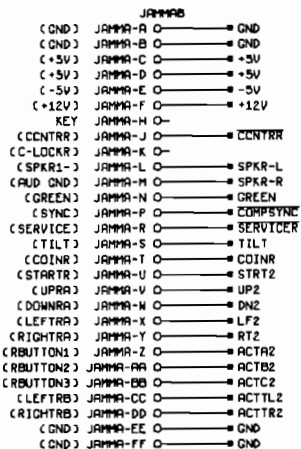 JAMMAB
(GND) JAMMA-A GND
(GND) JAMMA-B GND
(+5V) JAMMA-C +5V
(+5V) JAMMA-D +5V
(-5V) JAMMA-E -5V
(+12V) JAMMA-F +12V
KEY JAMMA-H
(CCNTRR) JAMMA-J CCNTRR
(C-LOCKR) JAMMA-K
(SPKR1-) JAMMA-L SPKR-L
(AUD GND) JAMMA-M SPKR-R
(GREEN) JAMMA-N GREEN
(SYNC) JAMMA-P COMPSYNC
(SERVICE) JAMMA-R SERVICER
(TILT) JAMMA-S TILT
(COINR) JAMMA-T COINR
(STARTR) JAMMA-U STRT2
(UPRA) JAMMA-V UP2
(DOWNRA) JAMMA-W DN2
(LEFTRA) JAMMA-X LF2
(RIGHTRA) JAMMA-Y RT2
(RBUTTON1) JAMMA-Z ACTA2
(RBUTTON2) JAMMA-AA ACTB2
(RBUTTON3) JAMMA-BB ACTC2
(LEFTRB) JAMMA-CC ACTTL2
(RIGHTRB) JAMMA-DD ACTTR2
(GND) JAMMA-EE GND
(GND) JAMMA-FF GND